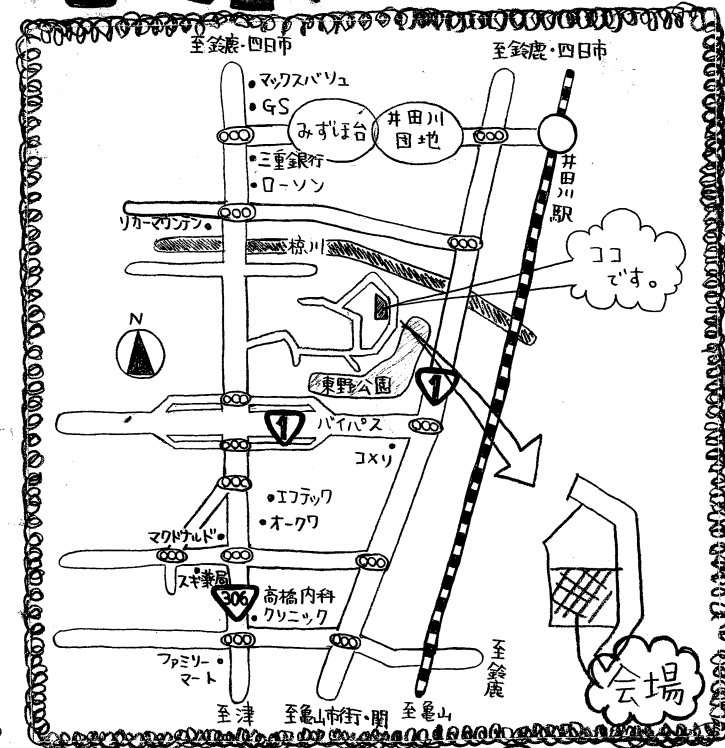 至鈴鹿・四日市
至鈴鹿・四日市
マックスバリュ
GS
みずほ台
井田川
団地
三重銀行
ローソン
井田川駅
リカーマウンテン
椋川
ココ
です。
N
東野公園
1
1
バイパス
コメリ
エコテック
オークワ
マクドナルド
スギ薬局
306
高橋内科
クリニック
ファミリー
マート
至鈴鹿
会場
至津
至亀山市街・関
至亀山